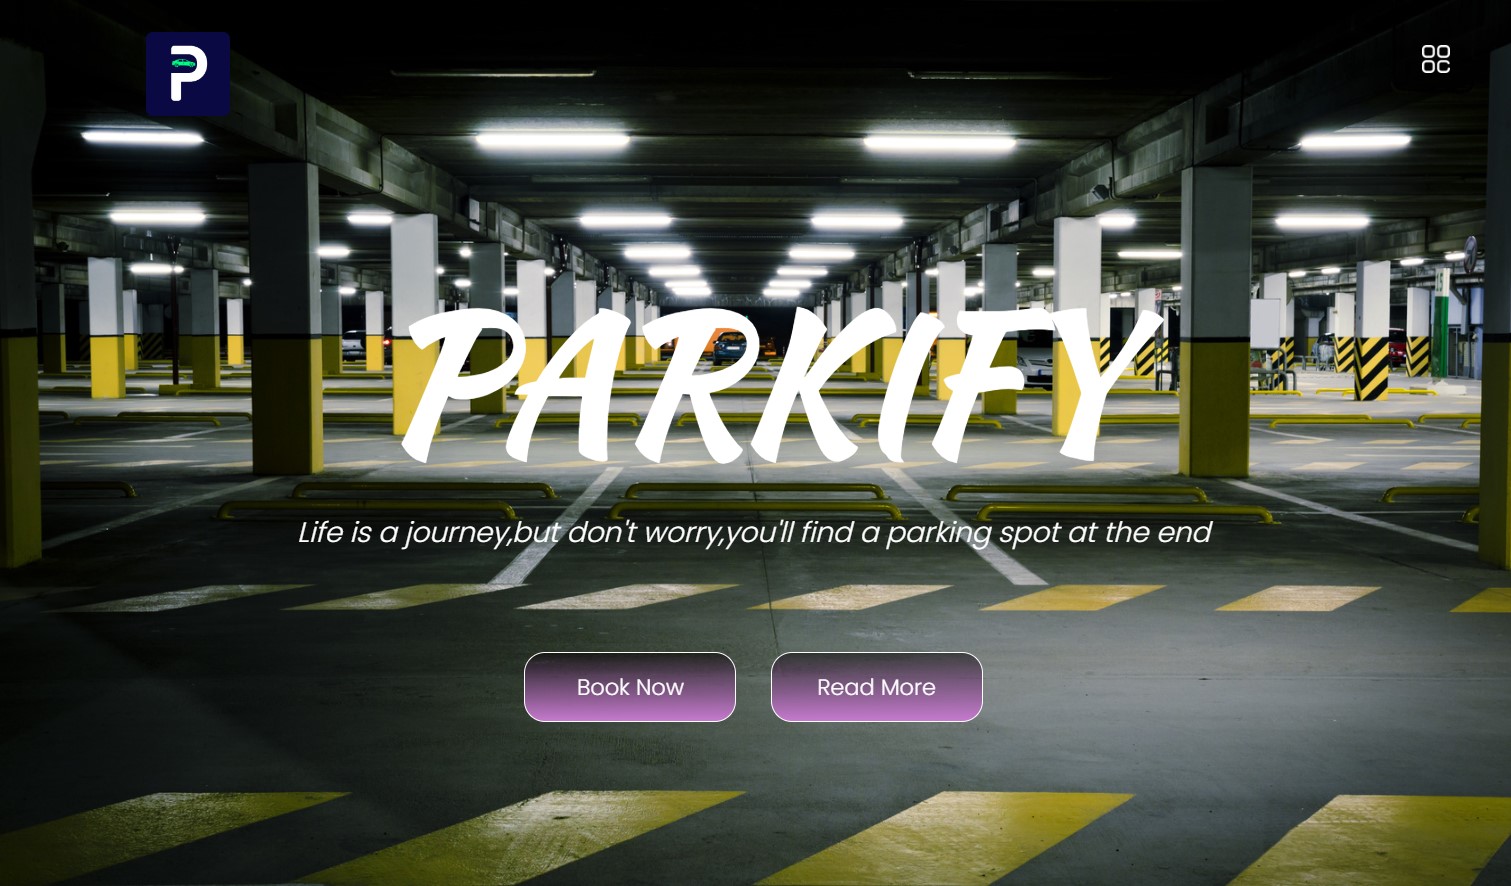 P
PARKIFY
Life is a journey,but don't worry,you'll find a parking spot at the end
Book Now
Read More